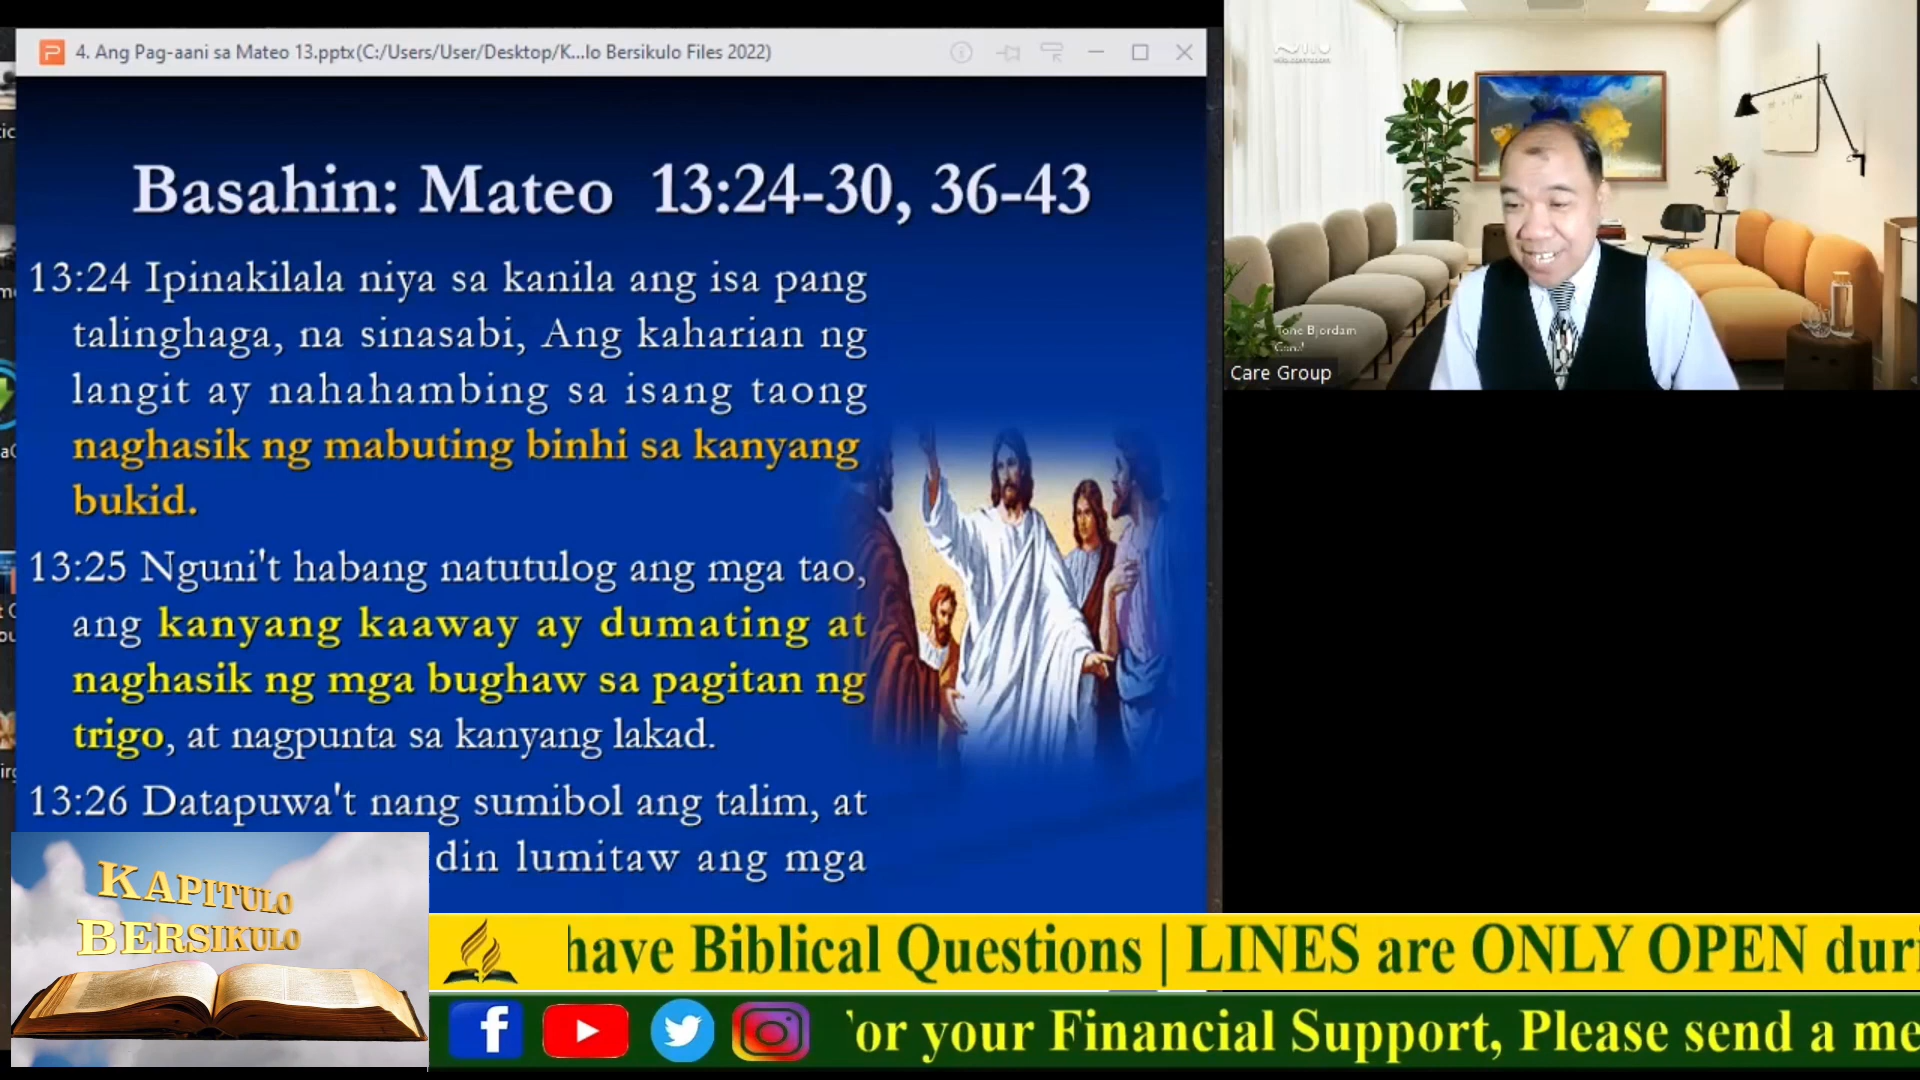 4. Ang Pag-aani sa Mateo 13.pptx(C:/Users/User/Desktop/K...lo Bersikulo Files 2022)
Basahin: Mateo 13:24-30, 36-43
13:24 Ipinakilala niya sa kanila ang isa pang
talinghaga, na sinasabi, Ang kaharian ng
langit ay nahahambing sa isang taong
naghasik ng mabuting binhi sa kanyang
bukid.
13:25 Nguni't habang natutulog ang mga tao,
ang kanyang kaaway ay dumating at
naghasik ng mga bughaw sa pagitan ng
trigo, at nagpunta sa kanyang lakad.
13:26 Datapuwa't nang sumibol ang talim, at
din lumitaw ang mga
Tone Bjordam
Care Group
KAPITULO
BERSIKULO
have Biblical Questions | LINES are ONLY OPEN duri
or your Financial Support, Please send a me